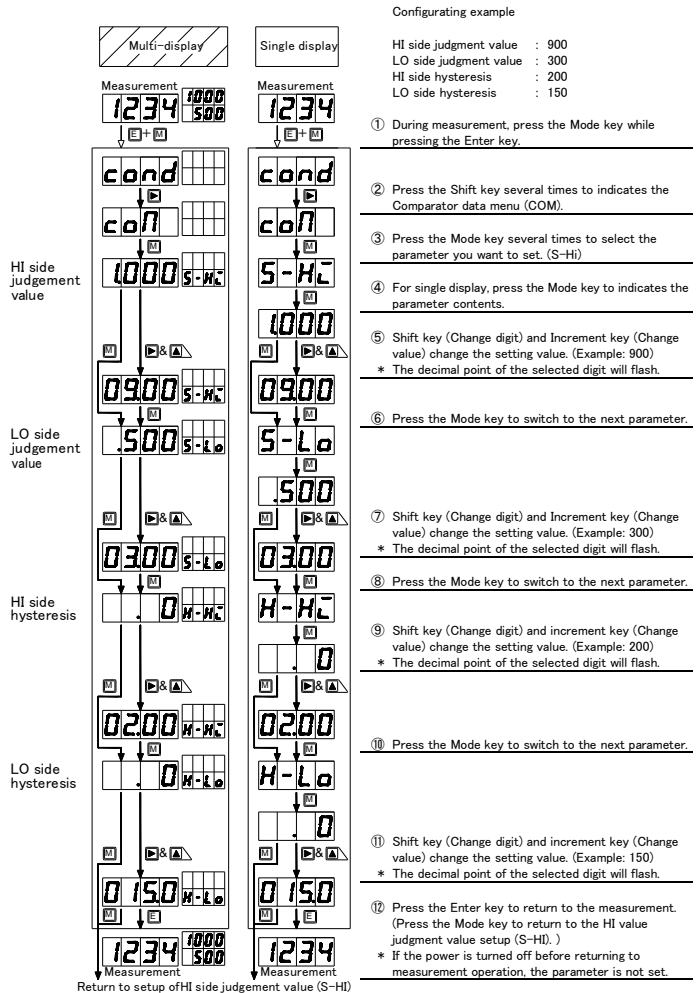 Configurating example
Multi-display
Single display
HI side judgment value : 900
LO side judgment value : 300
HI side hysteresis : 200
LO side hysteresis : 150
Measurement
1234 1000 500
Measurement
1234
E + M
E + M
① During measurement, press the Mode key while
pressing the Enter key.
cond
cond
② Press the Shift key several times to indicates the
Comparator data menu (COM).
coM
coM
M
M
③ Press the Mode key several times to select the
parameter you want to set. (S-Hi)
HI side
judgement
value
1.000 S-Hi
S-Hi
M
④ For single display, press the Mode key to indicates the
parameter contents.
1.000
M ▶&▲
M ▶&▲
⑤ Shift key (Change digit) and Increment key (Change
value) change the setting value. (Example: 900)
* The decimal point of the selected digit will flash.
09.00 S-Hi
09.00
M
M
⑥ Press the Mode key to switch to the next parameter.
LO side
judgement
value
.500 S-Lo
S-Lo
M
.500
M ▶&▲
M ▶&▲
⑦ Shift key (Change digit) and Increment key (Change
value) change the setting value. (Example: 300)
* The decimal point of the selected digit will flash.
03.00 S-Lo
03.00
M
M
⑧ Press the Mode key to switch to the next parameter.
HI side
hysteresis
. 0 H-Hi
H-Hi
M
. 0
⑨ Shift key (Change digit) and increment key (Change
value) change the setting value. (Example: 200)
* The decimal point of the selected digit will flash.
M ▶&▲
M ▶&▲
02.00 H-Hi
02.00
M
M
⑩ Press the Mode key to switch to the next parameter.
LO side
hysteresis
. 0 H-Lo
H-Lo
M
. 0
M ▶&▲
M ▶&▲
⑪ Shift key (Change digit) and increment key (Change
value) change the setting value. (Example: 150)
* The decimal point of the selected digit will flash.
015.0 H-Lo
015.0
M E
M E
⑫ Press the Enter key to return to the measurement.
(Press the Mode key to return to the HI value
judgment value setup (S-HI). )
* If the power is turned off before returning to
measurement operation, the parameter is not set.
1234 1000 500
1234
Measurement
Measurement
Return to setup ofHI side judgement value (S-HI)